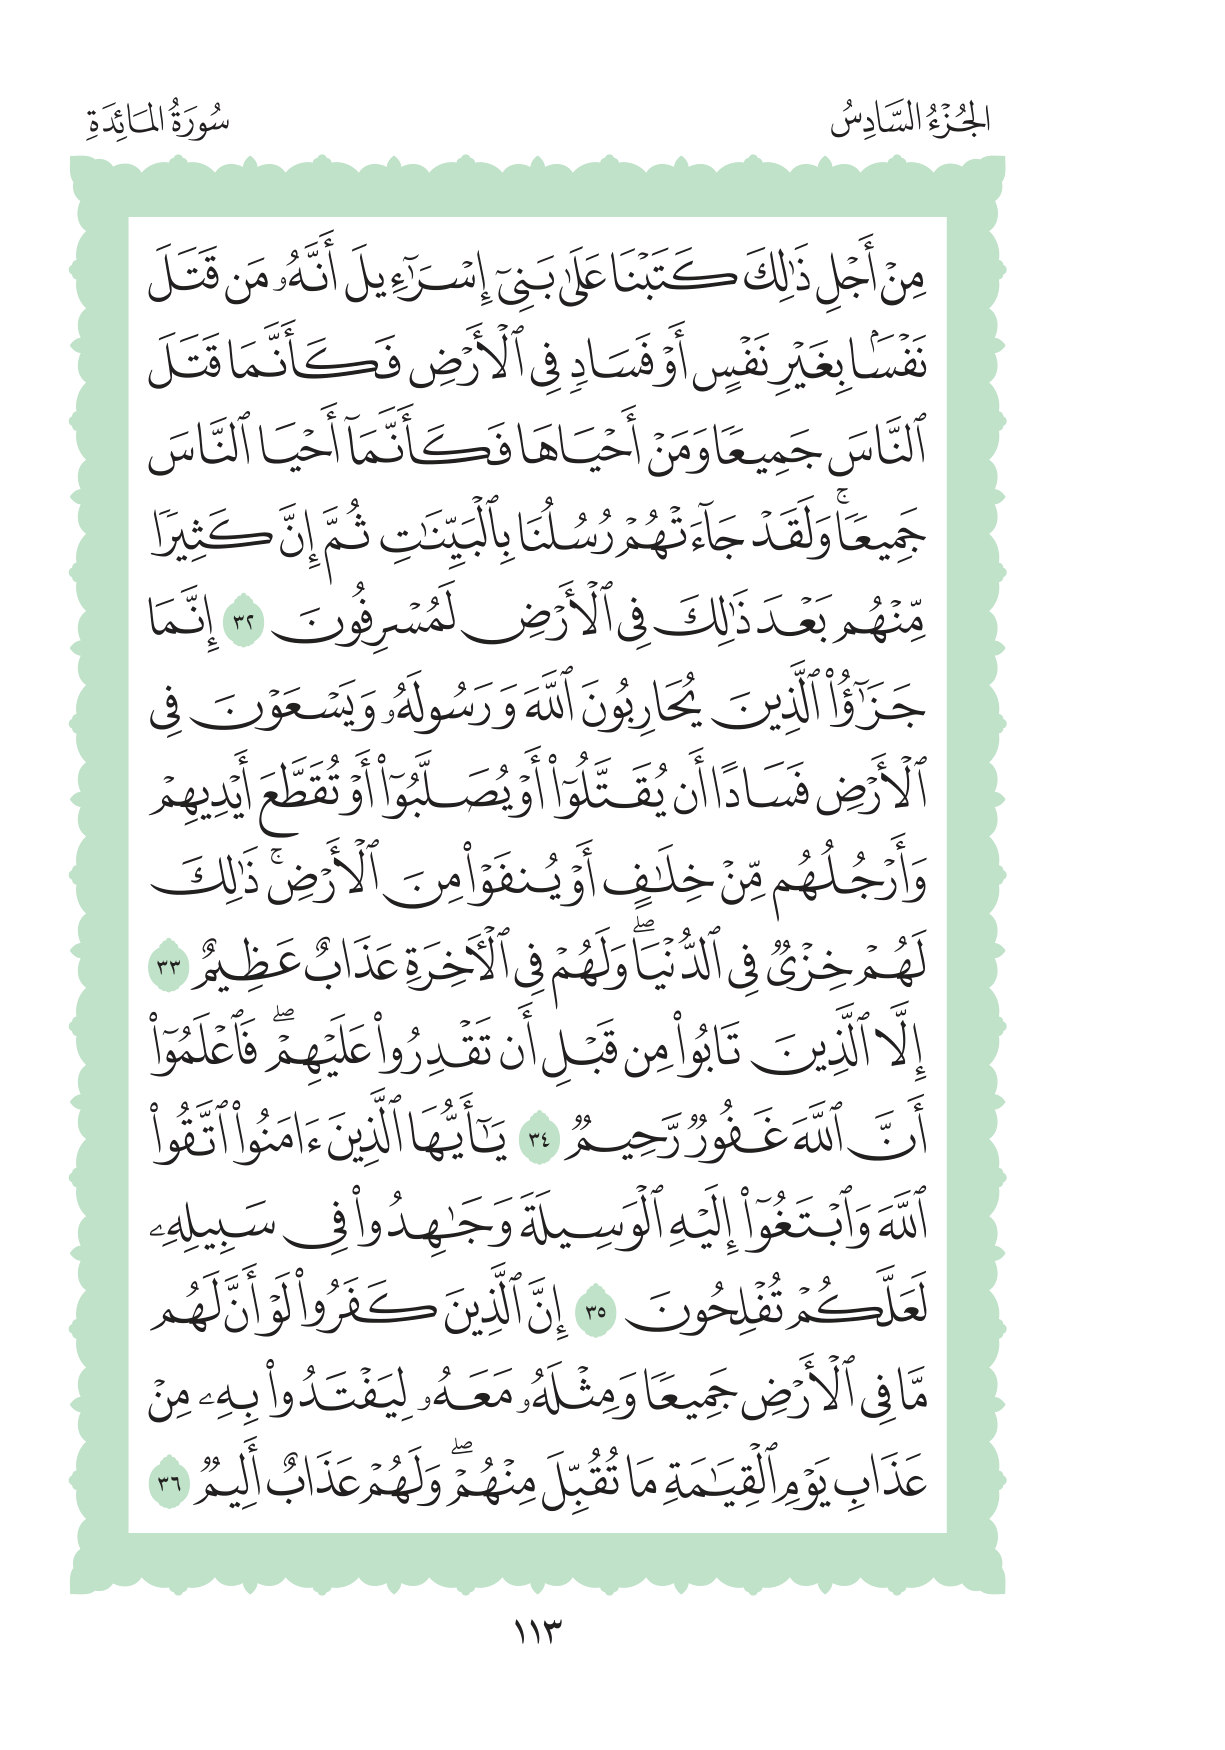 الجُزْءُ السَّادِسُ
سُورَةُ المَائِدَةِ
مِنْ أَجْلِ ذَٰلِكَ كَتَبْنَا عَلَىٰ بَنِىٓ إِسْرَٰٓءِيلَ أَنَّهُۥ مَن قَتَلَ
نَفْسَۢا بِغَيْرِ نَفْسٍ أَوْ فَسَادٍ فِى ٱلْأَرْضِ فَكَأَنَّمَا قَتَلَ
ٱلنَّاسَ جَمِيعًا وَمَنْ أَحْيَاهَا فَكَأَنَّمَآ أَحْيَا ٱلنَّاسَ
جَمِيعًا ۚ وَلَقَدْ جَآءَتْهُمْ رُسُلُنَا بِٱلْبَيِّنَٰتِ ثُمَّ إِنَّ كَثِيرًا
مِّنْهُم بَعْدَ ذَٰلِكَ فِى ٱلْأَرْضِ لَمُسْرِفُونَ ٣٢ إِنَّمَا
جَزَٰٓؤُا۟ ٱلَّذِينَ يُحَارِبُونَ ٱللَّهَ وَرَسُولَهُۥ وَيَسْعَوْنَ فِى
ٱلْأَرْضِ فَسَادًا أَن يُقَتَّلُوٓا۟ أَوْ يُصَلَّبُوٓا۟ أَوْ تُقَطَّعَ أَيْدِيهِمْ
وَأَرْجُلُهُم مِّنْ خِلَٰفٍ أَوْ يُنفَوْا۟ مِنَ ٱلْأَرْضِ ۚ ذَٰلِكَ
لَهُمْ خِزْىٌ فِى ٱلدُّنْيَا ۖ وَلَهُمْ فِى ٱلْأَخِرَةِ عَذَابٌ عَظِيمٌ ٣٣
إِلَّا ٱلَّذِينَ تَابُوا۟ مِن قَبْلِ أَن تَقْدِرُوا۟ عَلَيْهِمْ ۖ فَٱعْلَمُوٓا۟
أَنَّ ٱللَّهَ غَفُورٌ رَّحِيمٌ ٣٤ يَٰٓأَيُّهَا ٱلَّذِينَ ءَامَنُوا۟ ٱتَّقُوا۟
ٱللَّهَ وَٱبْتَغُوٓا۟ إِلَيْهِ ٱلْوَسِيلَةَ وَجَٰهِدُوا۟ فِى سَبِيلِهِۦ
لَعَلَّكُمْ تُفْلِحُونَ ٣٥ إِنَّ ٱلَّذِينَ كَفَرُوا۟ لَوْ أَنَّ لَهُم
مَّا فِى ٱلْأَرْضِ جَمِيعًا وَمِثْلَهُۥ مَعَهُۥ لِيَفْتَدُوا۟ بِهِۦ مِنْ
عَذَابِ يَوْمِ ٱلْقِيَٰمَةِ مَا تُقُبِّلَ مِنْهُمْ ۖ وَلَهُمْ عَذَابٌ أَلِيمٌ ٣٦
١١٣